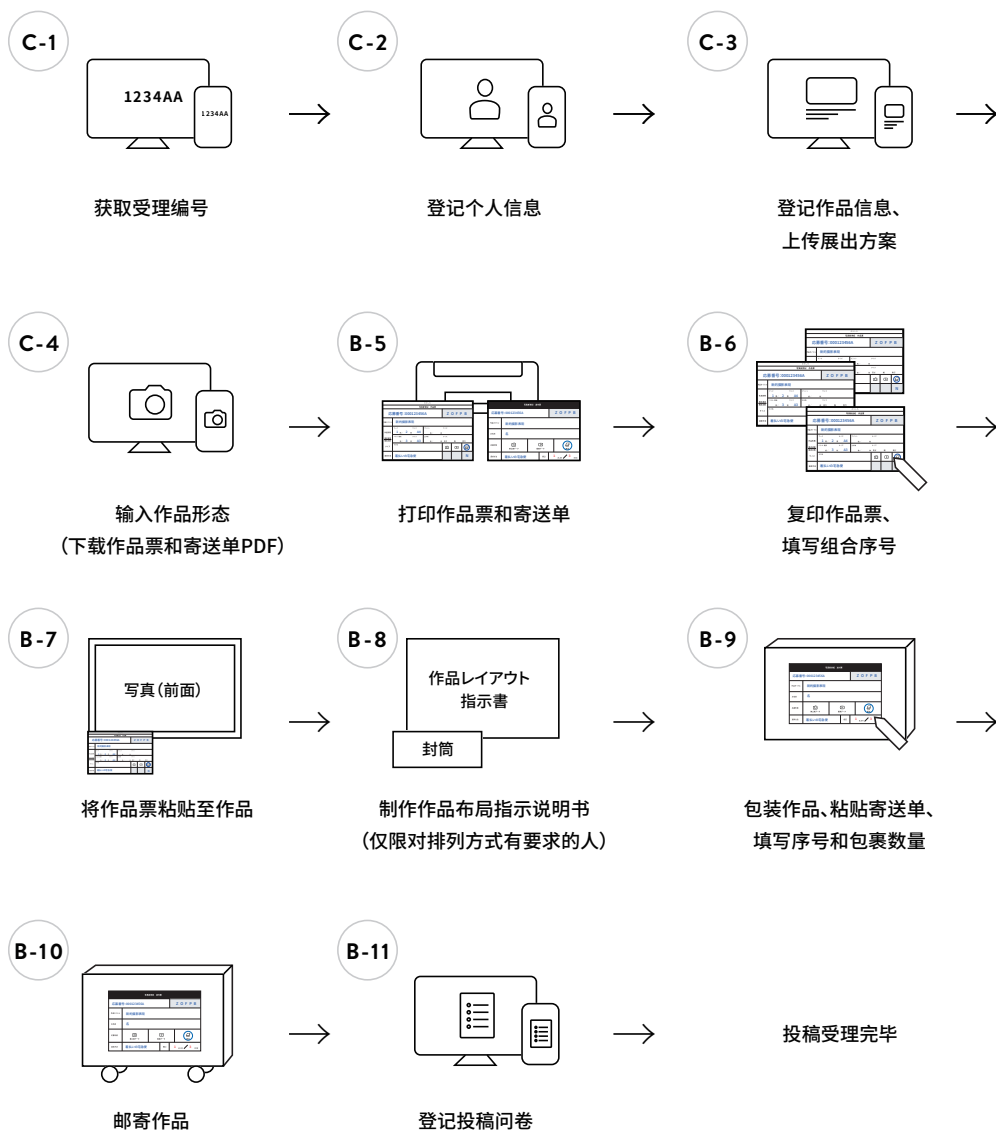 C-1
1234AA
1234AA
获取受理编号
C-2
登记个人信息
C-3
登记作品信息、
上传展出方案
C-4
输入作品形态
（下载作品票和寄送单PDF）
B-5
打印作品票和寄送单
B-6
复印作品票、
填写组合序号
B-7
写真（前面）
将作品票粘贴至作品
B-8
作品レイアウト
指示書
封筒
制作作品布局指示说明书
（仅限对排列方式有要求的人）
B-9
包装作品、粘贴寄送单、
填写序号和包裹数量
B-10
邮寄作品
B-11
登记投稿问卷
投稿受理完毕